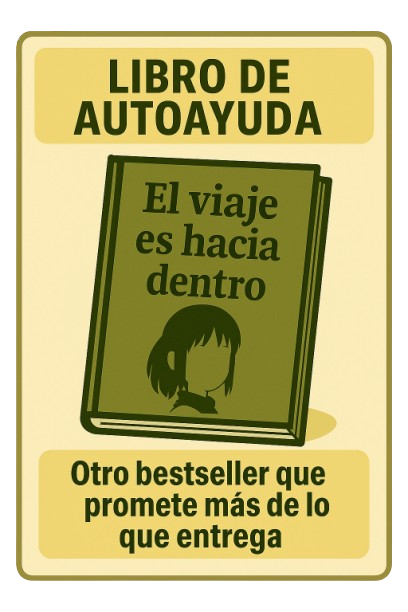 LIBRO DE
AUTOAYUDA
El viaje
es hacia
dentro
Otro bestseller que
promete más de lo
que entrega